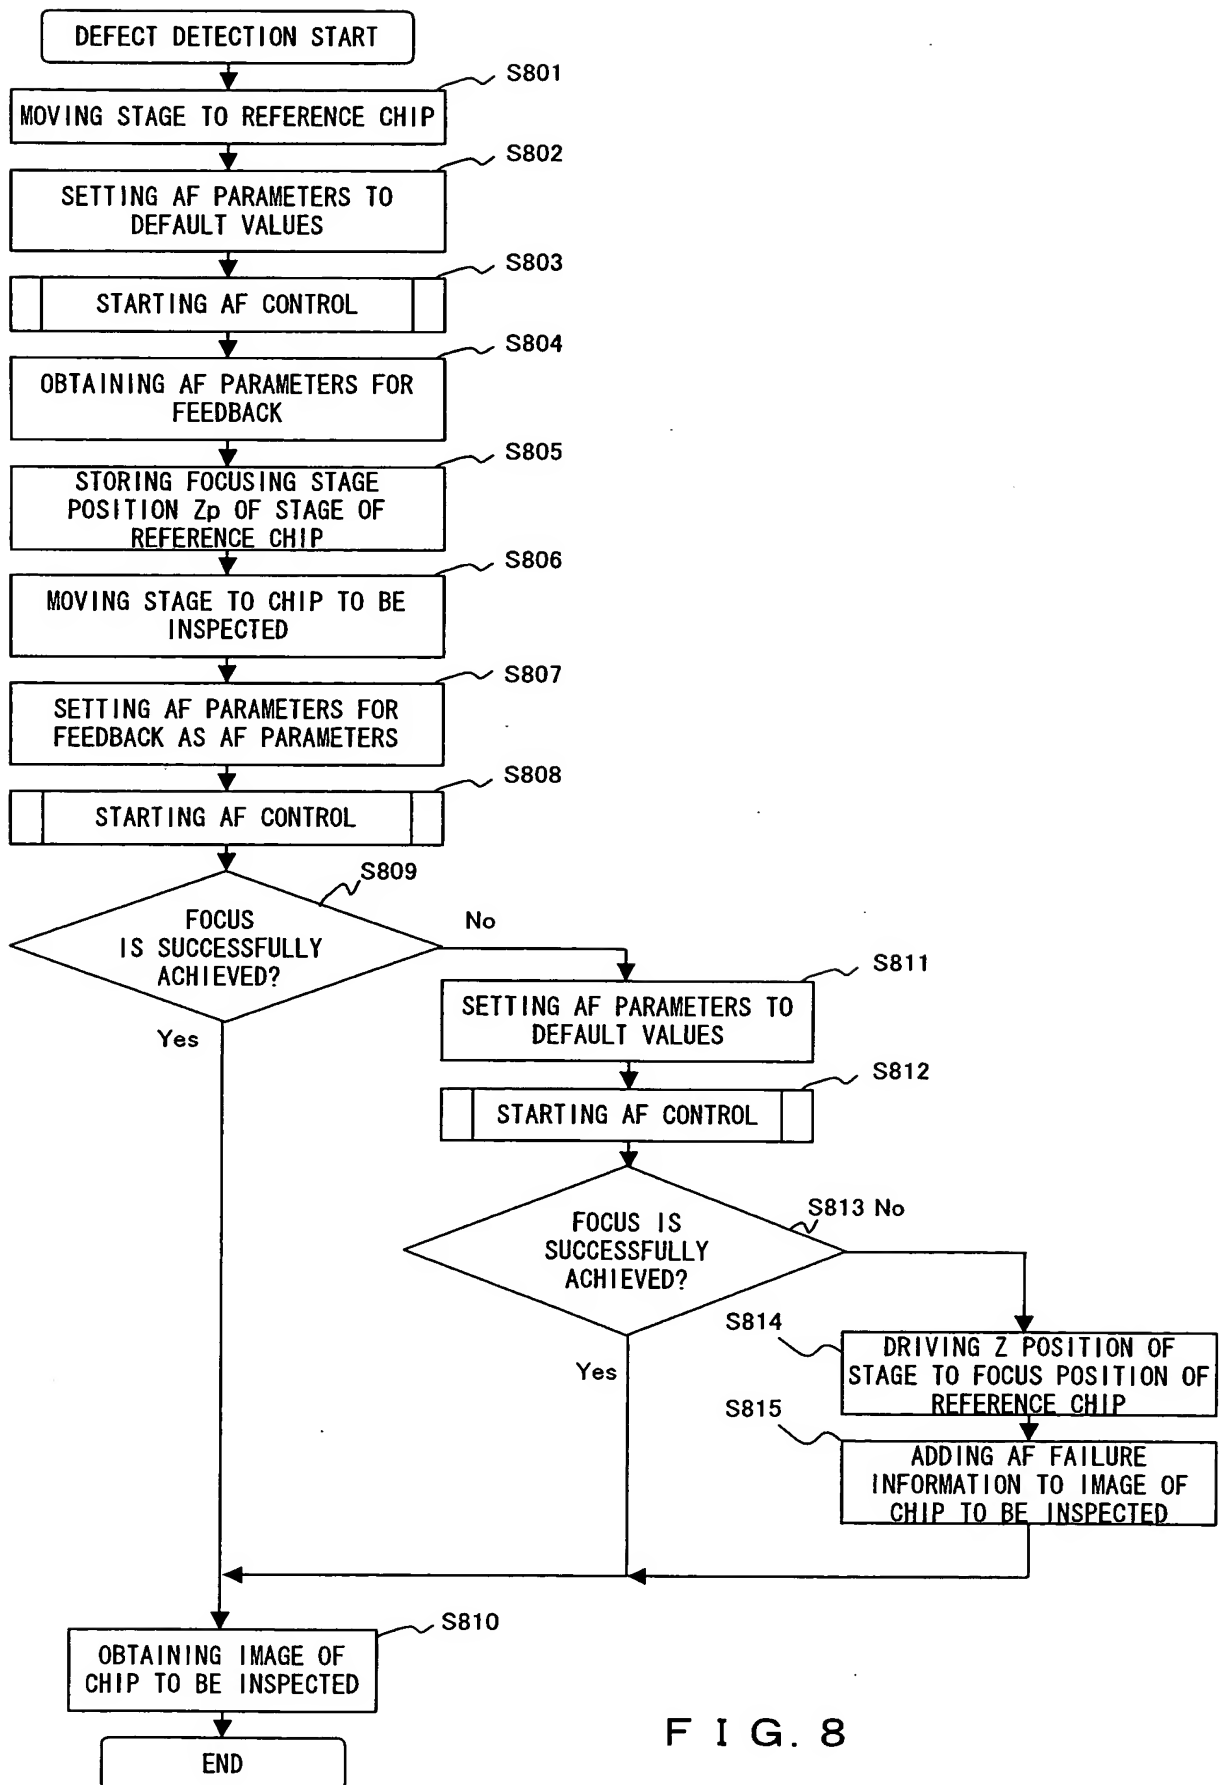 DEFECT DETECTION START
S801
MOVING STAGE TO REFERENCE CHIP
S802
SETTING AF PARAMETERS TO
DEFAULT VALUES
S803
STARTING AF CONTROL
S804
OBTAINING AF PARAMETERS FOR
FEEDBACK
S805
STORING FOCUSING STAGE
POSITION Zp OF STAGE OF
REFERENCE CHIP
S806
MOVING STAGE TO CHIP TO BE
INSPECTED
S807
SETTING AF PARAMETERS FOR
FEEDBACK AS AF PARAMETERS
S808
STARTING AF CONTROL
S809
FOCUS
IS SUCCESSFULLY
ACHIEVED?
No
Yes
S811
SETTING AF PARAMETERS TO
DEFAULT VALUES
S812
STARTING AF CONTROL
S813 No
FOCUS IS
SUCCESSFULLY
ACHIEVED?
Yes
S814
DRIVING Z POSITION OF
STAGE TO FOCUS POSITION OF
REFERENCE CHIP
S815
ADDING AF FAILURE
INFORMATION TO IMAGE OF
CHIP TO BE INSPECTED
S810
OBTAINING IMAGE OF
CHIP TO BE INSPECTED
END
FIG. 8